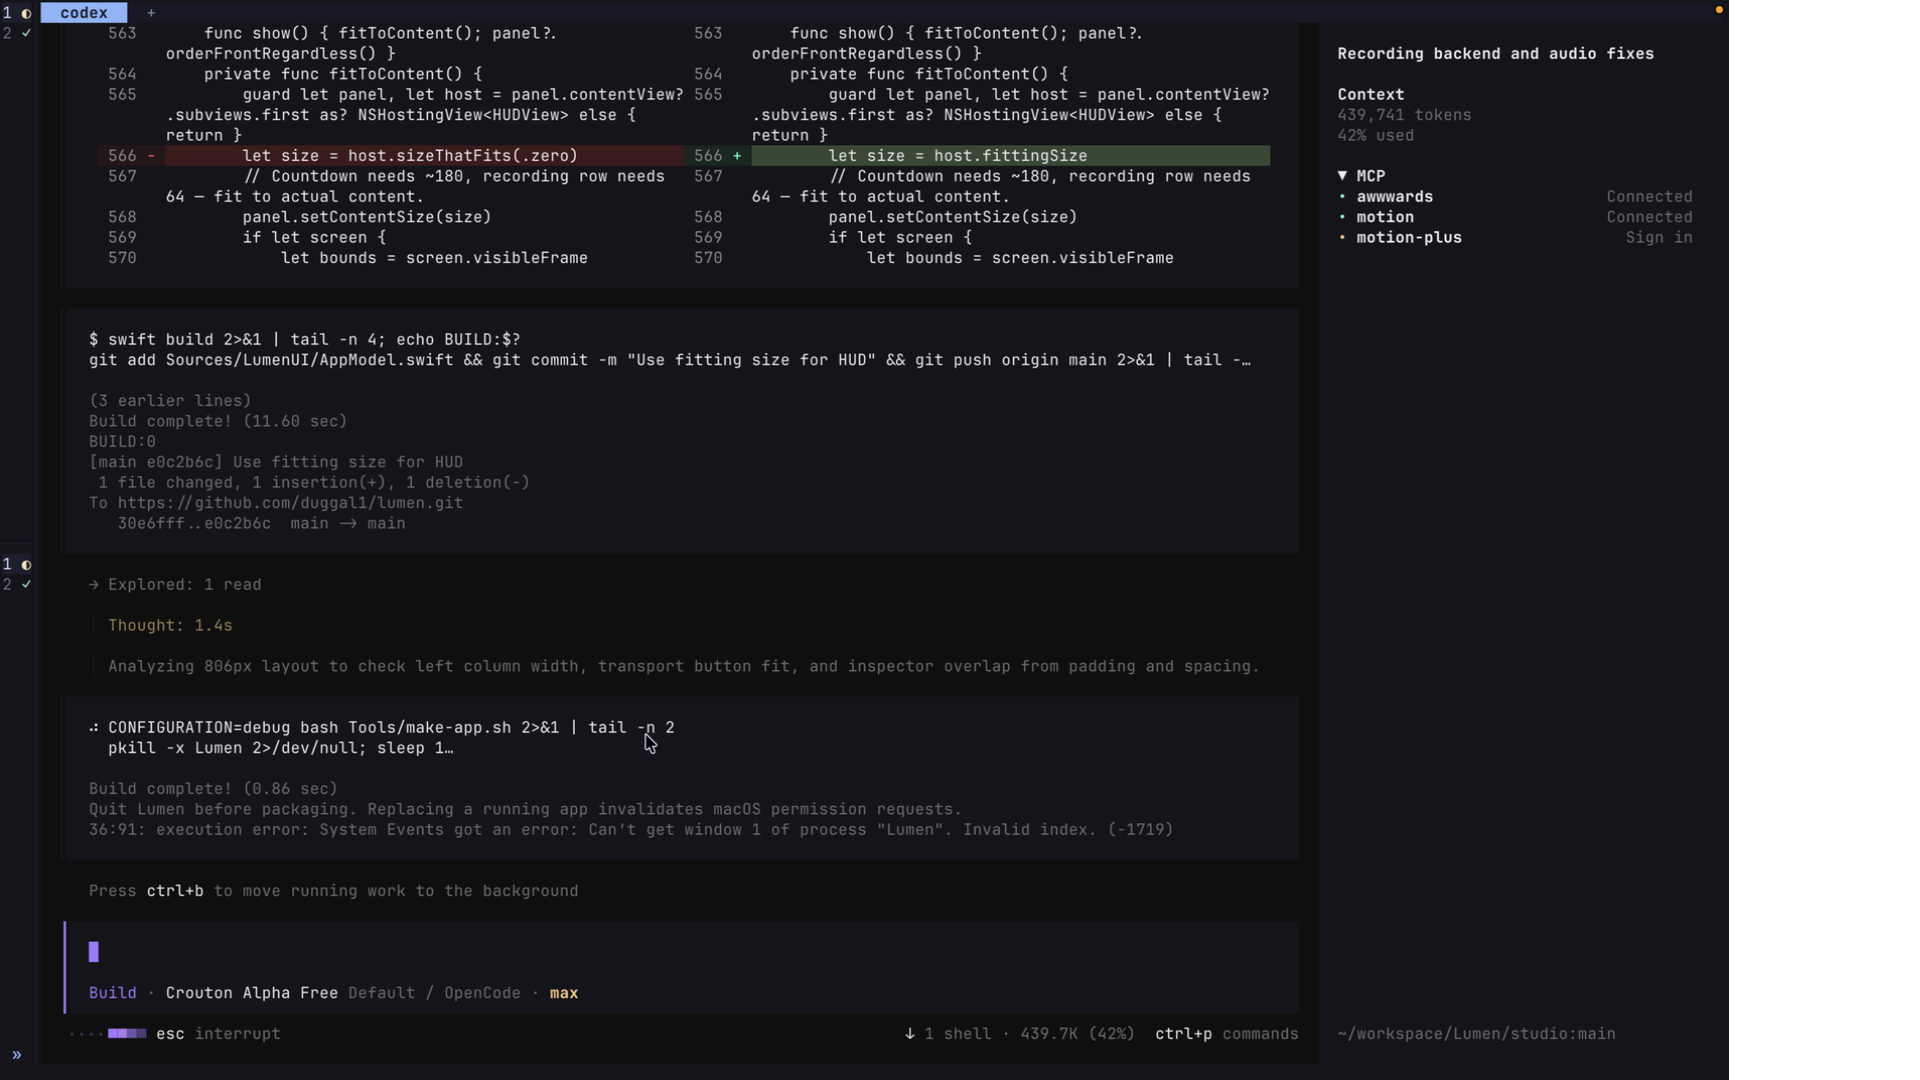 1 ◐ codex +
2 ✓
563 func show() { fitToContent(); panel?. 563 func show() { fitToContent(); panel?.
orderFrontRegardless() } orderFrontRegardless() }
564 private func fitToContent() { 564 private func fitToContent() {
565 guard let panel, let host = panel.contentView? 565 guard let panel, let host = panel.contentView?
.subviews.first as? NSHostingView<HUDView> else { .subviews.first as? NSHostingView<HUDView> else {
return } return }
566 - let size = host.sizeThatFits(.zero) 566 + let size = host.fittingSize
567 // Countdown needs ~180, recording row needs 567 // Countdown needs ~180, recording row needs
64 — fit to actual content. 64 — fit to actual content.
568 panel.setContentSize(size) 568 panel.setContentSize(size)
569 if let screen { 569 if let screen {
570 let bounds = screen.visibleFrame 570 let bounds = screen.visibleFrame
$ swift build 2>&1 | tail -n 4; echo BUILD:$?
git add Sources/LumenUI/AppModel.swift && git commit -m "Use fitting size for HUD" && git push origin main 2>&1 | tail -…
(3 earlier lines)
Build complete! (11.60 sec)
BUILD:0
[main e0c2b6c] Use fitting size for HUD
1 file changed, 1 insertion(+), 1 deletion(-)
To https://github.com/duggal1/lumen.git
30e6fff..e0c2b6c main -> main
1 ◐
2 ✓
→ Explored: 1 read
Thought: 1.4s
Analyzing 806px layout to check left column width, transport button fit, and inspector overlap from padding and spacing.
CONFIGURATION=debug bash Tools/make-app.sh 2>&1 | tail -n 2
pkill -x Lumen 2>/dev/null; sleep 1…
Build complete! (0.86 sec)
Quit Lumen before packaging. Replacing a running app invalidates macOS permission requests.
36:91: execution error: System Events got an error: Can’t get window 1 of process "Lumen". Invalid index. (-1719)
Press ctrl+b to move running work to the background
Build · Crouton Alpha Free Default / OpenCode · max
esc interrupt ↓ 1 shell · 439.7K (42%) ctrl+p commands
»
Recording backend and audio fixes
Context
439,741 tokens
42% used
▼ MCP
• awwwards Connected
• motion Connected
• motion-plus Sign in
~/workspace/Lumen/studio:main